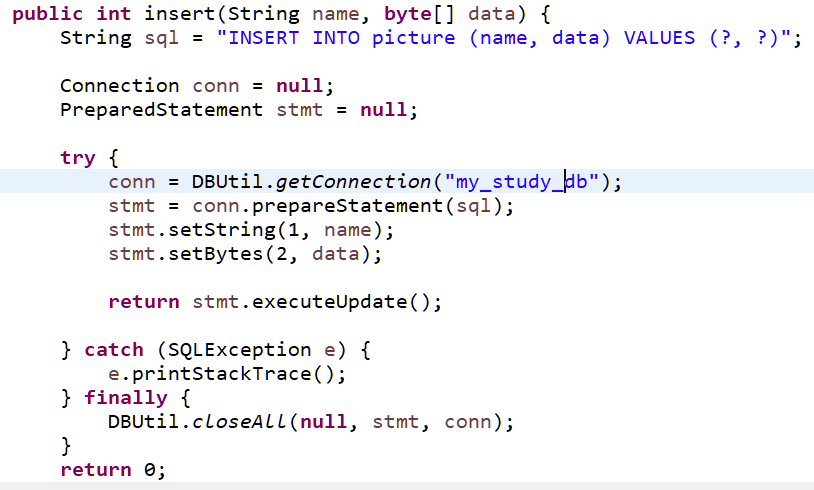 public int insert(String name, byte[] data) {
    String sql = "INSERT INTO picture (name, data) VALUES (?, ?)";

    Connection conn = null;
    PreparedStatement stmt = null;

    try {
        conn = DBUtil.getConnection("my_study_db");
        stmt = conn.prepareStatement(sql);
        stmt.setString(1, name);
        stmt.setBytes(2, data);

        return stmt.executeUpdate();

    } catch (SQLException e) {
        e.printStackTrace();
    } finally {
        DBUtil.closeAll(null, stmt, conn);
    }
    return 0;